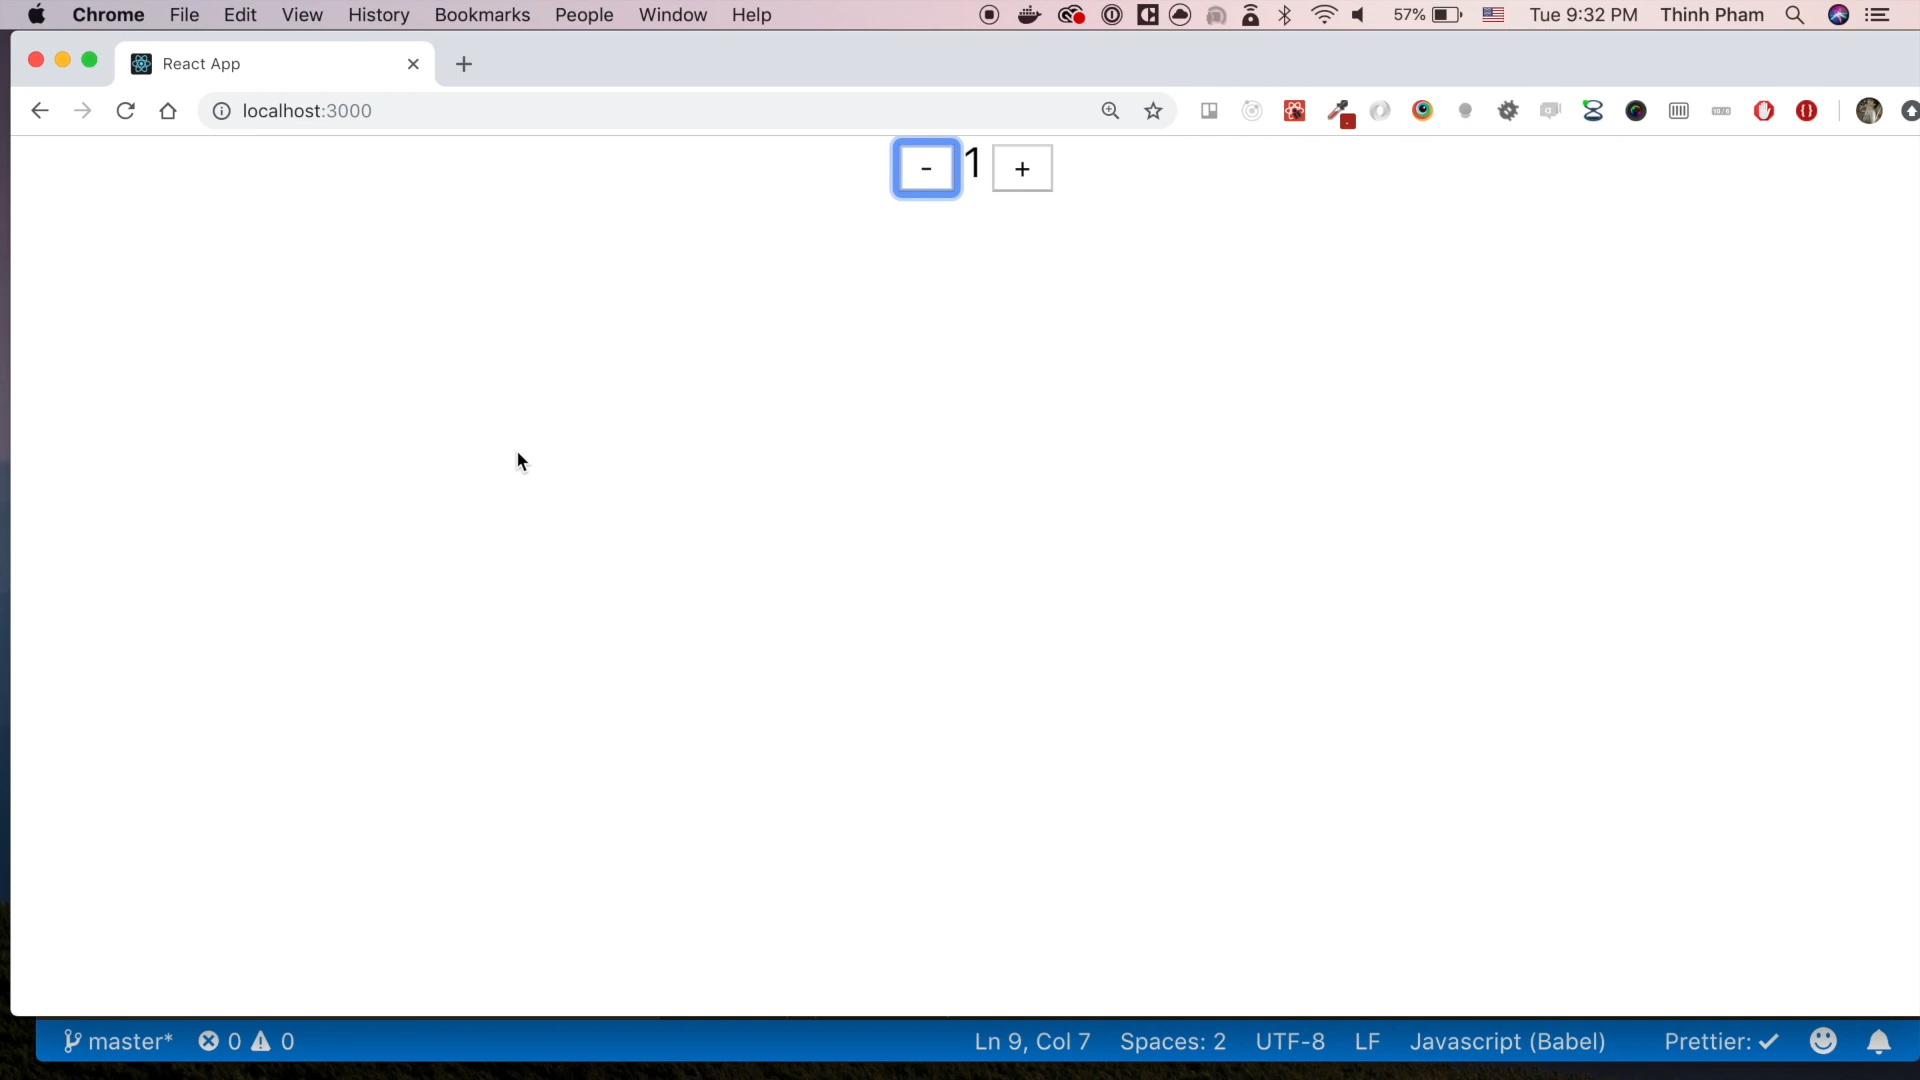 Chrome File Edit View History Bookmarks People Window Help 57% Tue 9:32 PM Thinh Pham
React App
localhost:3000
- 1 +
master* 0 0 Ln 9, Col 7 Spaces: 2 UTF-8 LF Javascript (Babel) Prettier: ✓